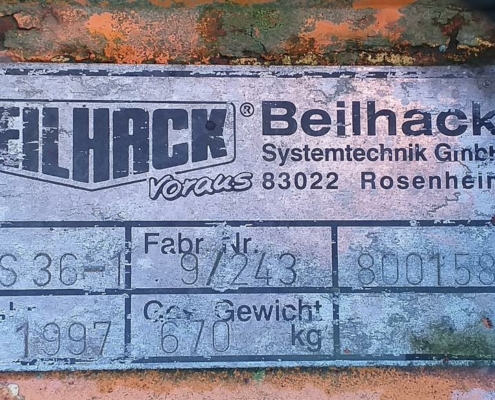 EILHACK® Beilhack
Systemtechnik GmbH
voraus 83022 Rosenheim
Fabr. Nr.
S 36-1 9/243 800158
Ges. Gewicht
1997 670 kg